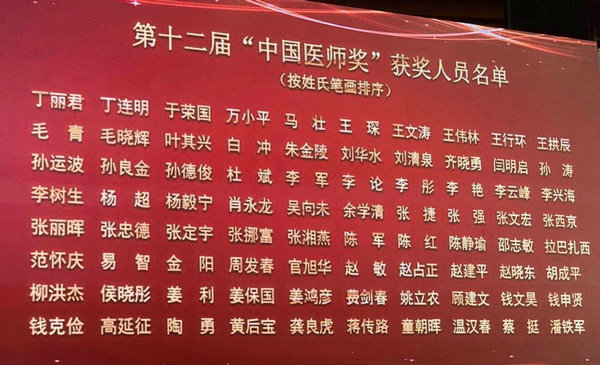 第十二届“中国医师奖”获奖人员名单
（按姓氏笔画排序）
丁丽君 丁连明 于荣国 万小平 马壮 王琛 王文涛 王伟林 王行环 王拱辰
毛青 毛晓辉 叶其兴 白冲 朱金陵 刘华水 刘清泉 齐晓勇 闫明启 孙涛
孙运波 孙良金 孙德俊 杜斌 李军 李论 李彤 李艳 李云峰 李兴海
李树生 杨超 杨毅宁 肖永龙 吴向未 余学清 张捷 张强 张文宏 张西京
张丽晖 张忠德 张定宇 张挪富 张湘燕 陈军 陈红 陈静瑜 邵志敏 拉巴扎西
范怀庆 易智 金阳 周发春 官旭华 赵敏 赵占正 赵建平 赵晓东 胡成平
柳洪杰 侯晓彤 姜利 姜保国 姜鸿彦 费剑春 姚立农 顾建文 钱文昊 钱申贤
钱克俭 高延征 陶勇 黄后宝 龚良虎 蒋传路 童朝晖 温汉春 蔡挺 潘铁军